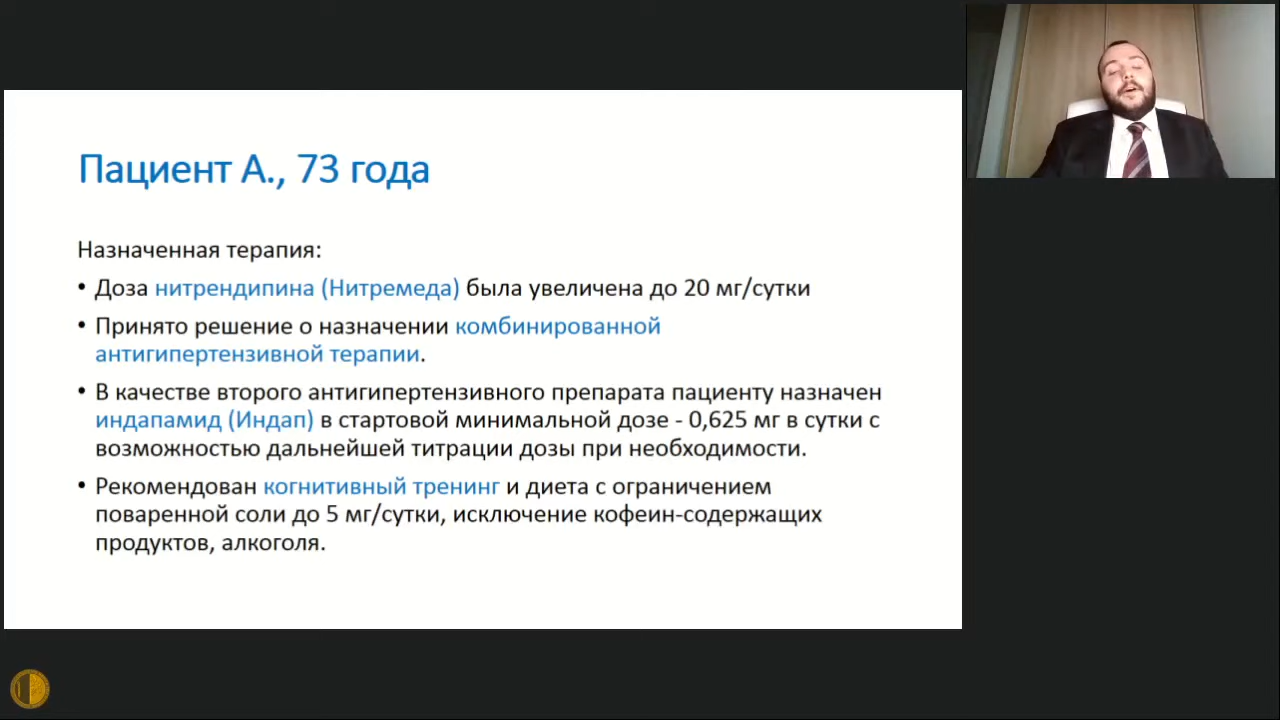 Пациент А., 73 года
Назначенная терапия:
• Доза нитрендипина (Нитремеда) была увеличена до 20 мг/сутки
• Принято решение о назначении комбинированной
антигипертензивной терапии.
• В качестве второго антигипертензивного препарата пациенту назначен
индапамид (Индап) в стартовой минимальной дозе - 0,625 мг в сутки с
возможностью дальнейшей титрации дозы при необходимости.
• Рекомендован когнитивный тренинг и диета с ограничением
поваренной соли до 5 мг/сутки, исключение кофеин-содержащих
продуктов, алкоголя.